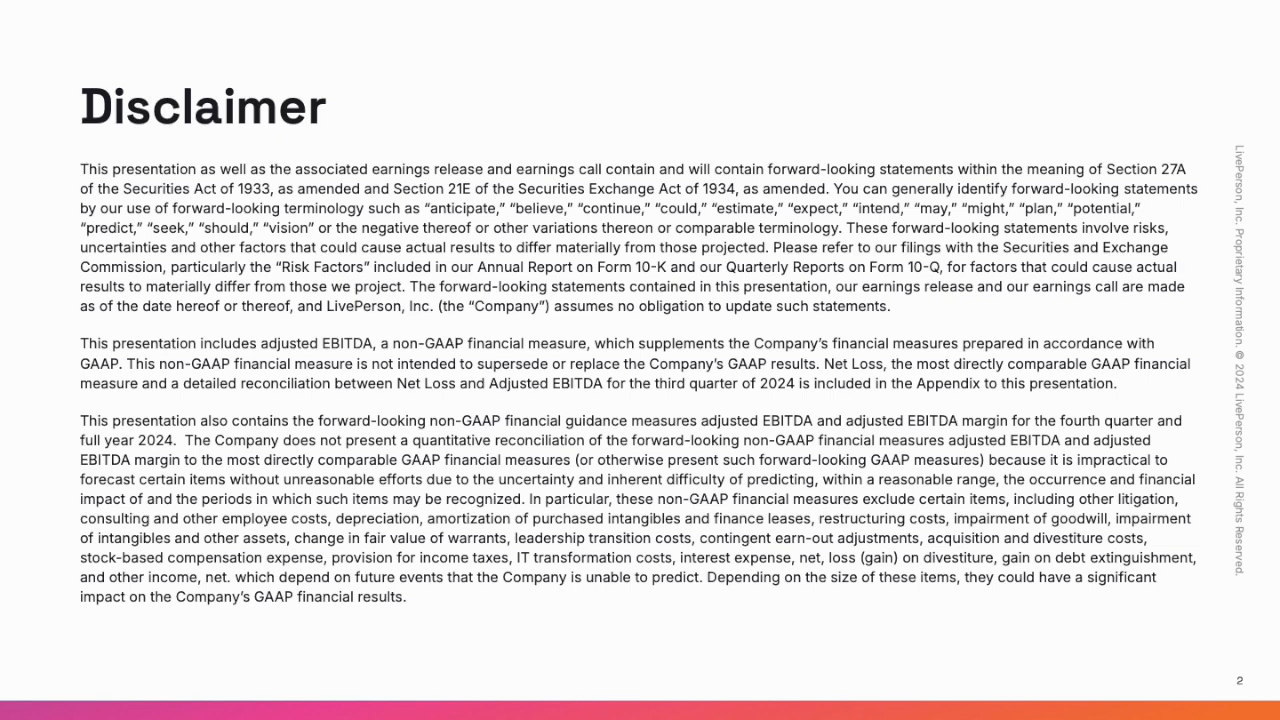 Disclaimer
This presentation as well as the associated earnings release and earnings call contain and will contain forward-looking statements within the meaning of Section 27A
of the Securities Act of 1933, as amended and Section 21E of the Securities Exchange Act of 1934, as amended. You can generally identify forward-looking statements
by our use of forward-looking terminology such as “anticipate,” “believe,” “continue,” “could,” “estimate,” “expect,” “intend,” “may,” “might,” “plan,” “potential,”
“predict,” “seek,” “should,” “vision” or the negative thereof or other variations thereon or comparable terminology. These forward-looking statements involve risks,
uncertainties and other factors that could cause actual results to differ materially from those projected. Please refer to our filings with the Securities and Exchange
Commission, particularly the “Risk Factors” included in our Annual Report on Form 10-K and our Quarterly Reports on Form 10-Q, for factors that could cause actual
results to materially differ from those we project. The forward-looking statements contained in this presentation, our earnings release and our earnings call are made
as of the date hereof or thereof, and LivePerson, Inc. (the “Company”) assumes no obligation to update such statements.
This presentation includes adjusted EBITDA, a non-GAAP financial measure, which supplements the Company’s financial measures prepared in accordance with
GAAP. This non-GAAP financial measure is not intended to supersede or replace the Company’s GAAP results. Net Loss, the most directly comparable GAAP financial
measure and a detailed reconciliation between Net Loss and Adjusted EBITDA for the third quarter of 2024 is included in the Appendix to this presentation.
This presentation also contains the forward-looking non-GAAP financial guidance measures adjusted EBITDA and adjusted EBITDA margin for the fourth quarter and
full year 2024.  The Company does not present a quantitative reconciliation of the forward-looking non-GAAP financial measures adjusted EBITDA and adjusted
EBITDA margin to the most directly comparable GAAP financial measures (or otherwise present such forward-looking GAAP measures) because it is impractical to
forecast certain items without unreasonable efforts due to the uncertainty and inherent difficulty of predicting, within a reasonable range, the occurrence and financial
impact of and the periods in which such items may be recognized. In particular, these non-GAAP financial measures exclude certain items, including other litigation,
consulting and other employee costs, depreciation, amortization of purchased intangibles and finance leases, restructuring costs, impairment of goodwill, impairment
of intangibles and other assets, change in fair value of warrants, leadership transition costs, contingent earn-out adjustments, acquisition and divestiture costs,
stock-based compensation expense, provision for income taxes, IT transformation costs, interest expense, net, loss (gain) on divestiture, gain on debt extinguishment,
and other income, net. which depend on future events that the Company is unable to predict. Depending on the size of these items, they could have a significant
impact on the Company’s GAAP financial results.
LivePerson, Inc. Proprietary Information. © 2024 LivePerson, Inc. All Rights Reserved.
2